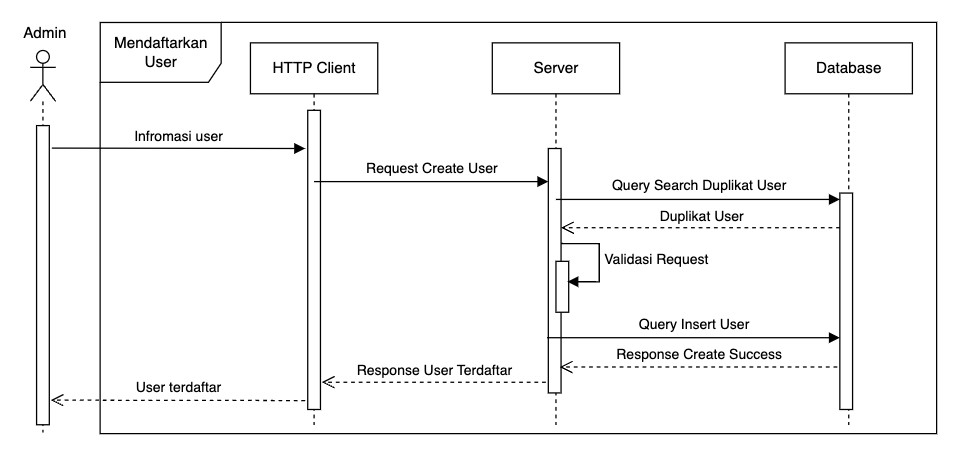 Admin
Mendaftarkan
User
HTTP Client
Server
Database
Infromasi user
Request Create User
Query Search Duplikat User
Duplikat User
Validasi Request
Query Insert User
Response Create Success
Response User Terdaftar
User terdaftar